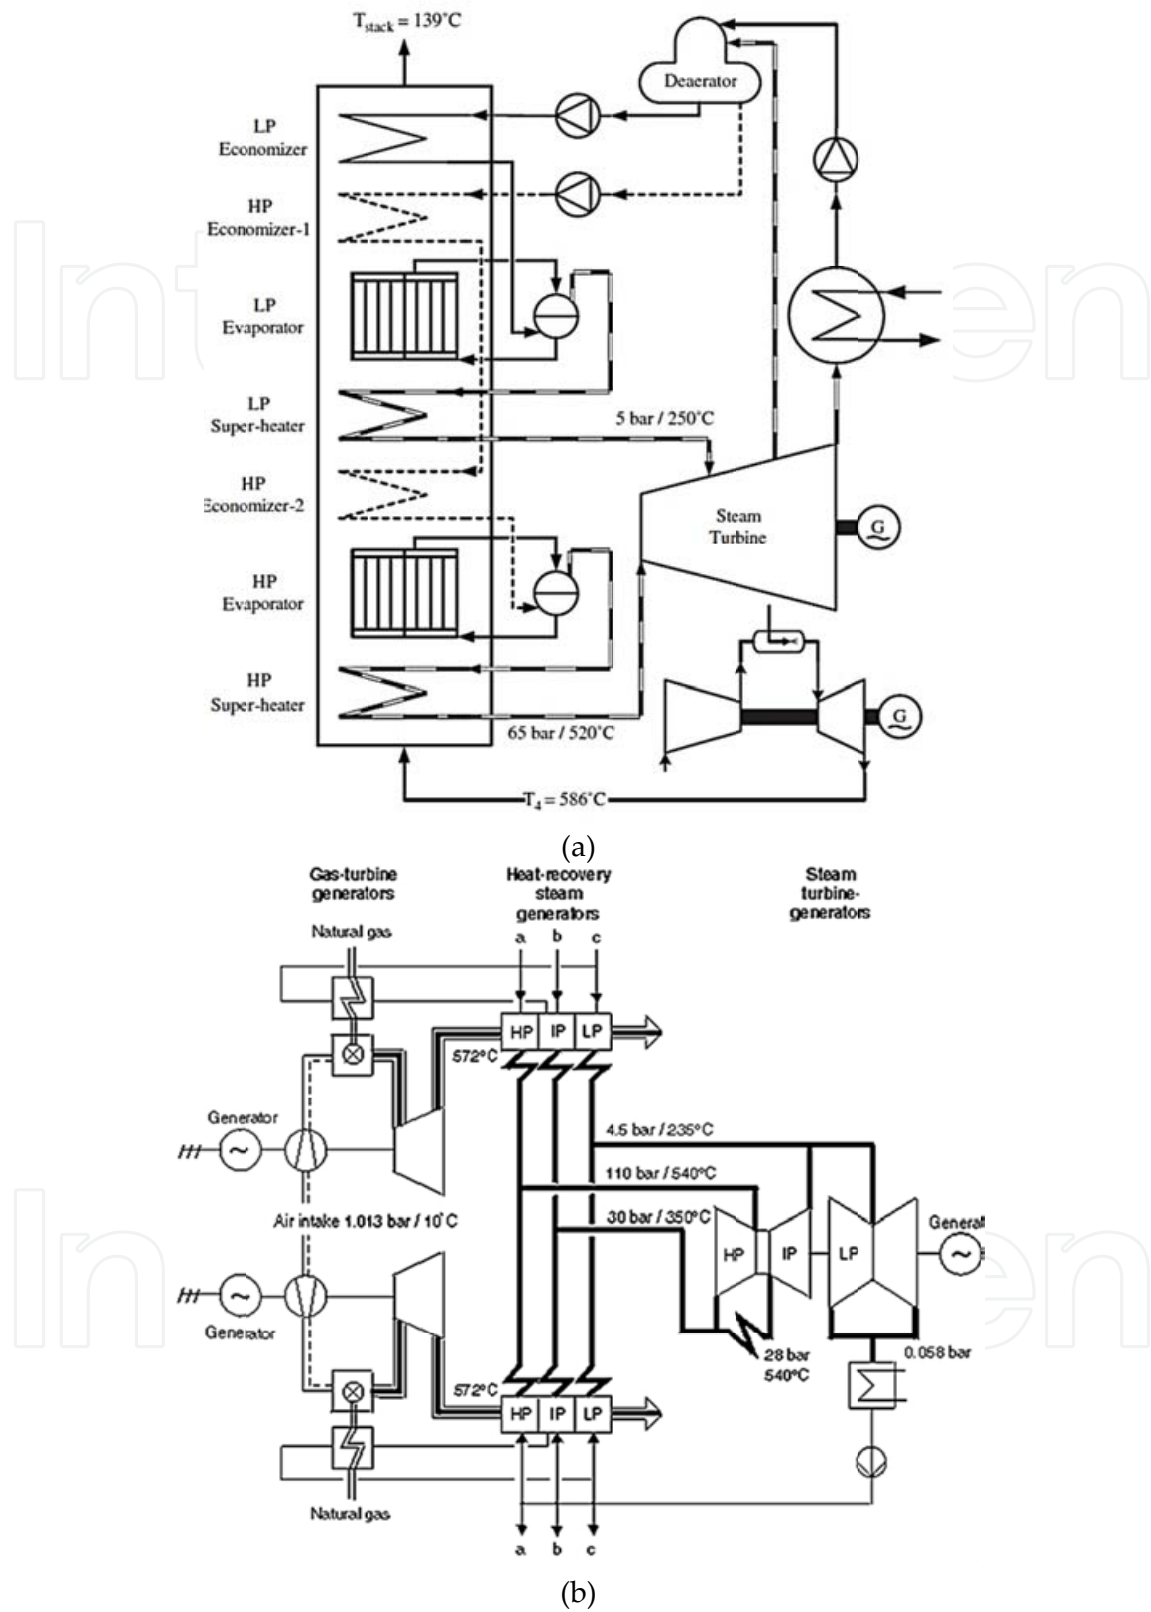 Tstack = 139°C
Deaerator
LP
Economizer
HP
Economizer-1
LP
Evaporator
LP
Super-heater
5 bar / 250°C
HP
Economizer-2
Steam
Turbine
G
HP
Evaporator
HP
Super-heater
65 bar / 520°C
G
T4 = 586°C
(a)
Gas-turbine
generators
Heat-recovery
steam
generators
Steam
turbine-
generators
Natural gas
a b c
HP IP LP
572°C
Generator
4.5 bar / 235°C
110 bar / 540°C
Air intake 1.013 bar / 10°C
30 bar / 350°C
HP IP LP
Generat
Generator
28 bar
540°C
0.058 bar
572°C
HP IP LP
Natural gas
a b c
(b)